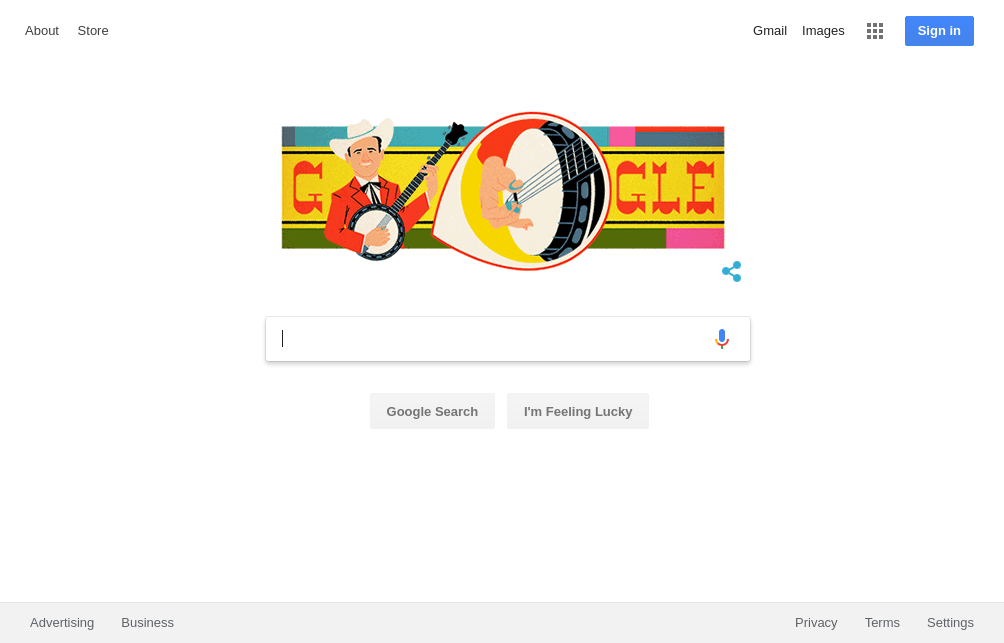 About Store Gmail Images Sign in
G GLE
Google Search I'm Feeling Lucky
Advertising Business Privacy Terms Settings